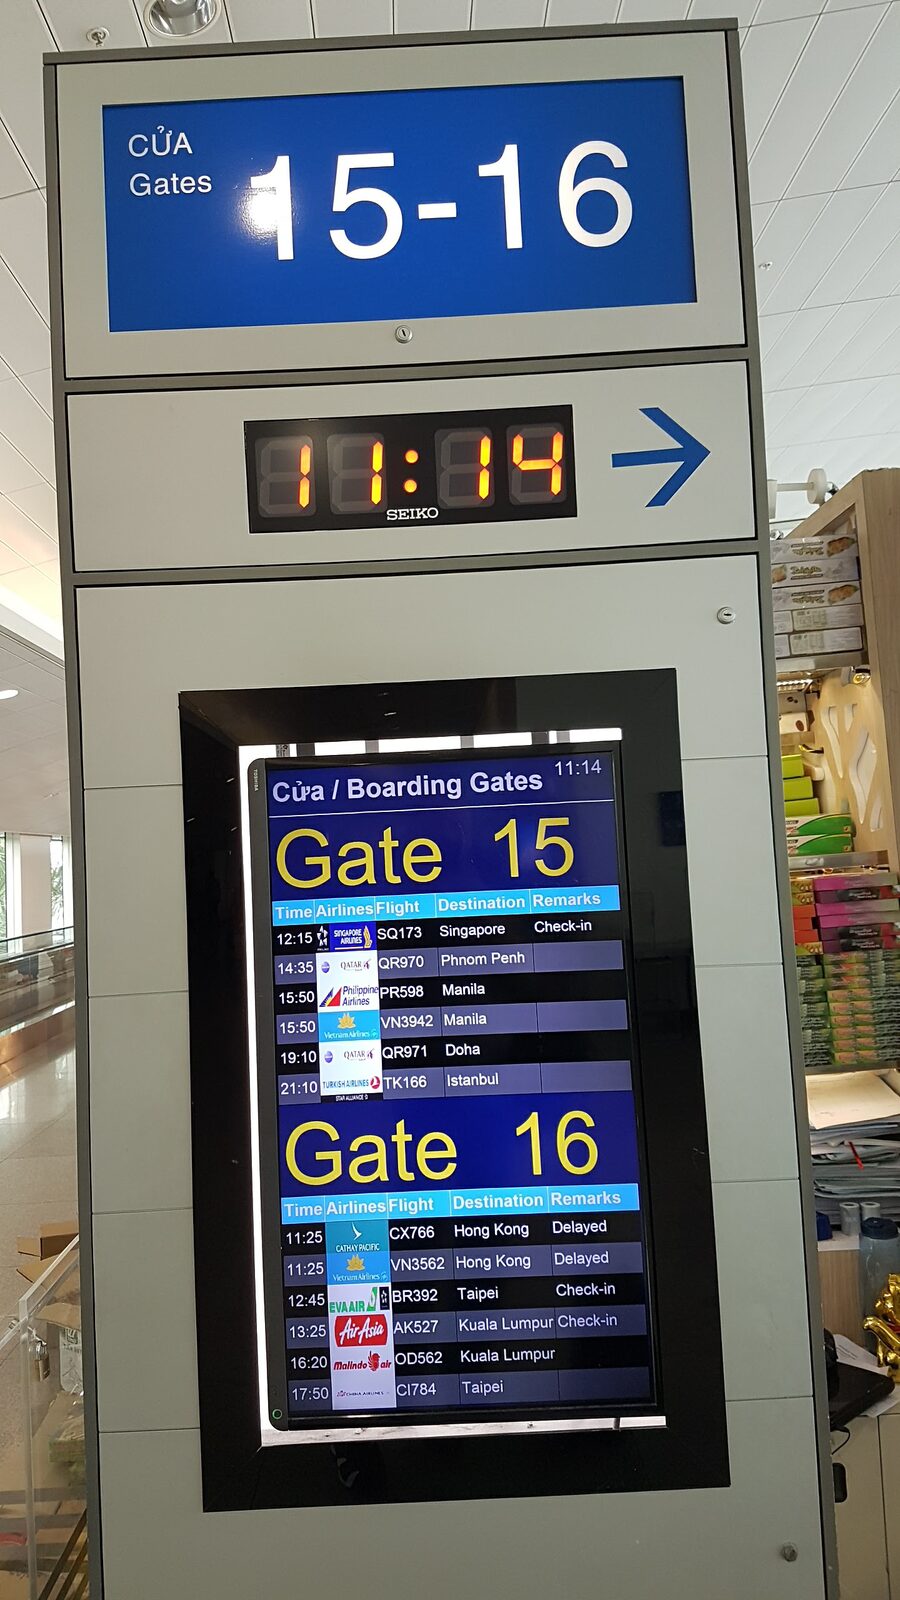 CỬA
Gates
15-16
11:14
SEIKO
TOSHIBA
Cửa / Boarding Gates 11:14
Gate 15
Time Airlines Flight Destination Remarks
12:15 SINGAPORE AIRLINES SQ173 Singapore Check-in
14:35 QATAR QR970 Phnom Penh
15:50 Philippine Airlines PR598 Manila
15:50 Vietnam Airlines VN3942 Manila
19:10 QATAR QR971 Doha
21:10 TURKISH AIRLINES TK166 Istanbul
STAR ALLIANCE
Gate 16
Time Airlines Flight Destination Remarks
11:25 CATHAY PACIFIC CX766 Hong Kong Delayed
11:25 Vietnam Airlines VN3562 Hong Kong Delayed
12:45 EVA AIR BR392 Taipei Check-in
13:25 AirAsia AK527 Kuala Lumpur Check-in
16:20 malindo air OD562 Kuala Lumpur
17:50 CHINA AIRLINES CI784 Taipei